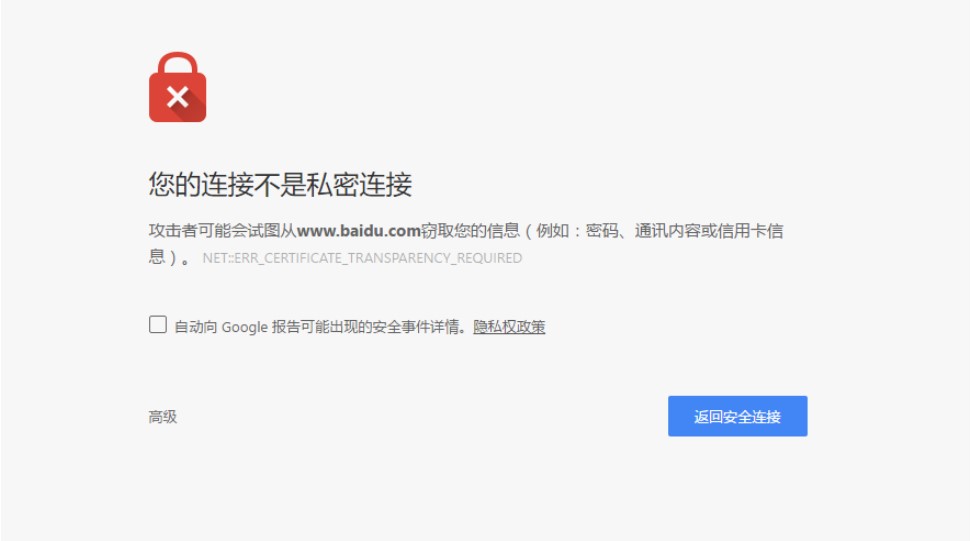 您的连接不是私密连接
攻击者可能会试图从www.baidu.com窃取您的信息（例如：密码、通讯内容或信用卡信
息）。 NET::ERR_CERTIFICATE_TRANSPARENCY_REQUIRED
自动向 Google 报告可能出现的安全事件详情。隐私权政策
高级
返回安全连接